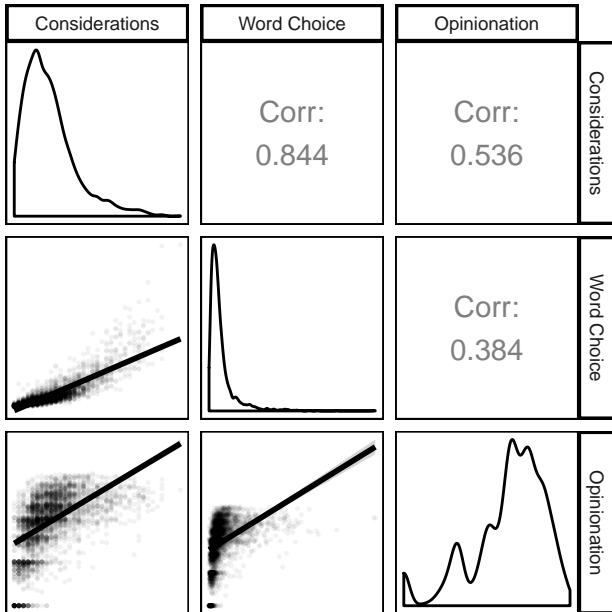 Considerations
Word Choice
Opinionation
Corr:
0.844
Corr:
0.536
Considerations
Corr:
0.384
Word Choice
Opinionation